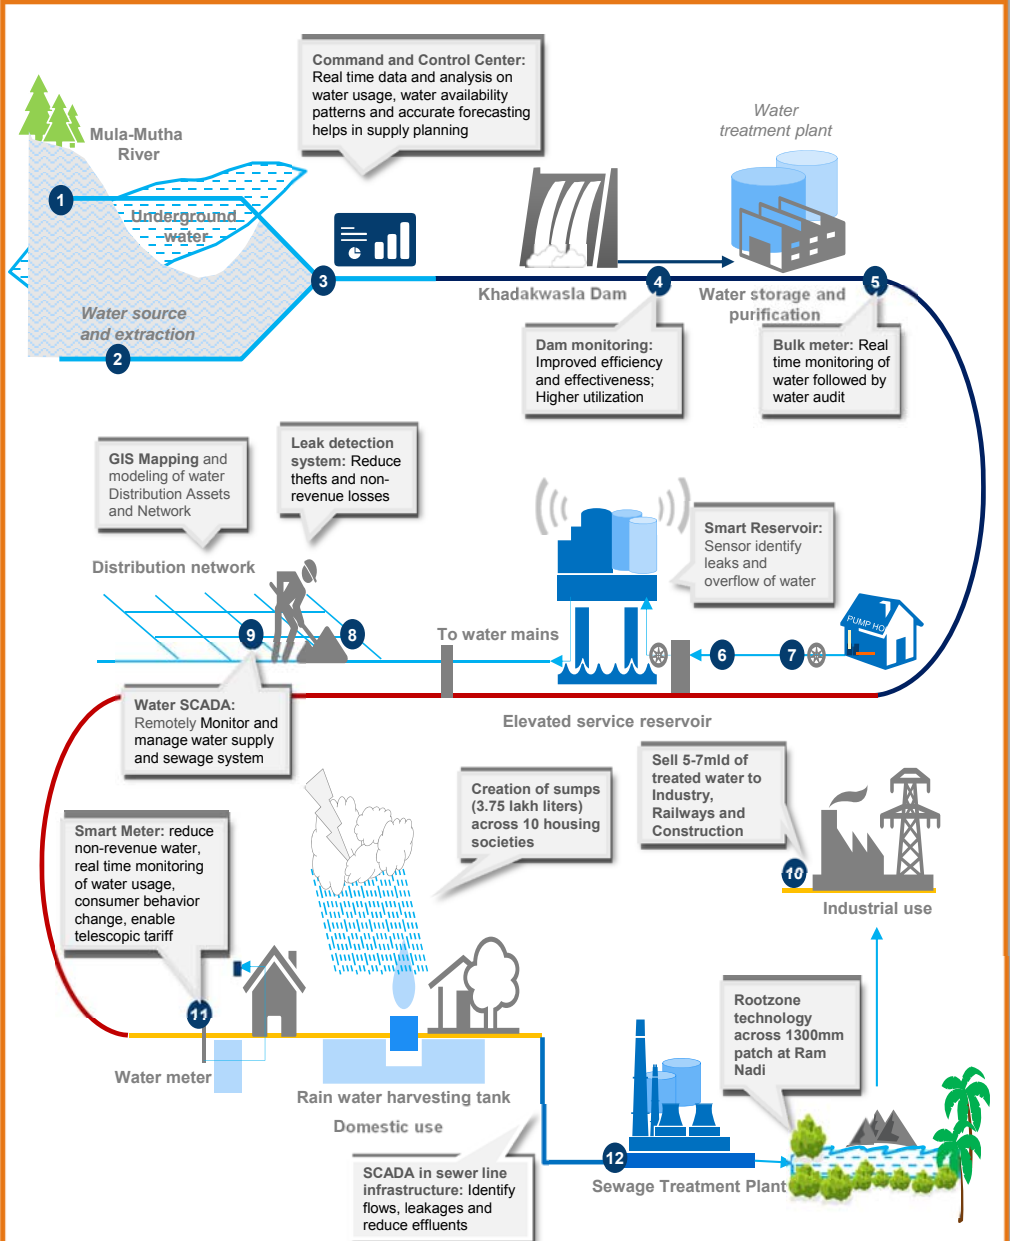 Command and Control Center:
Real time data and analysis on
water usage, water availability
patterns and accurate forecasting
helps in supply planning
Water
treatment plant
Mula-Mutha
River
1
Underground
water
Water source
and extraction
2
3
Khadakwasla Dam
4
Water storage and
purification
5
Dam monitoring:
Improved efficiency
and effectiveness;
Higher utilization
Bulk meter: Real
time monitoring of
water followed by
water audit
GIS Mapping and
modeling of water
Distribution Assets
and Network
Leak detection
system: Reduce
thefts and non-
revenue losses
Smart Reservoir:
Sensor identify
leaks and
overflow of water
Distribution network
9
8
To water mains
6
7
PUMP HO
Elevated service reservoir
Water SCADA:
Remotely Monitor and
manage water supply
and sewage system
Creation of sumps
(3.75 lakh liters)
across 10 housing
societies
Sell 5-7mld of
treated water to
Industry,
Railways and
Construction
10
Industrial use
Smart Meter: reduce
non-revenue water,
real time monitoring
of water usage,
consumer behavior
change, enable
telescopic tariff
11
Water meter
Rain water harvesting tank
Domestic use
Rootzone
technology
across 1300mm
patch at Ram
Nadi
12
Sewage Treatment Plant
SCADA in sewer line
infrastructure: Identify
flows, leakages and
reduce effluents